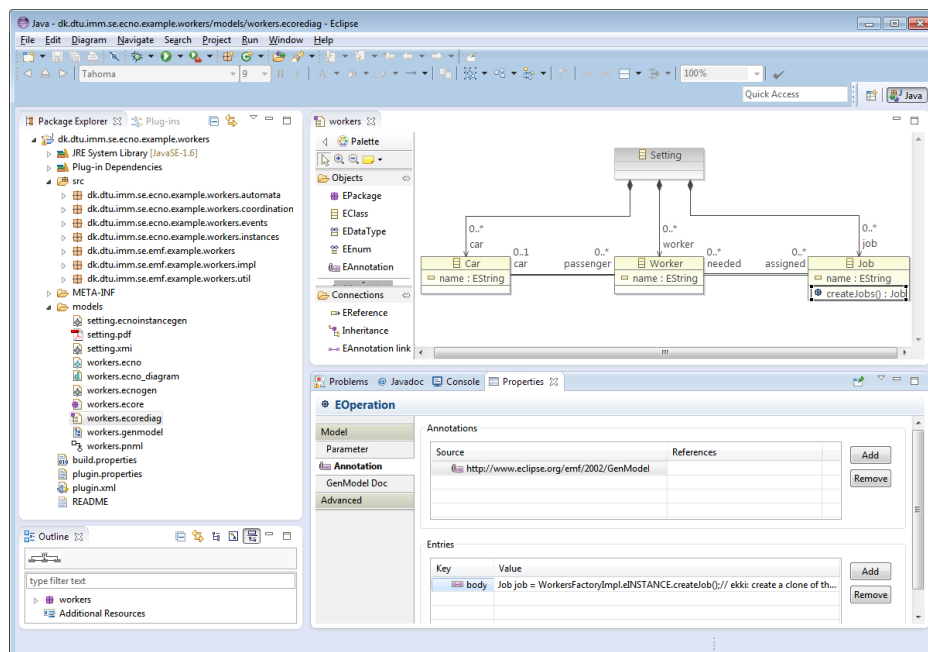 Java - dk.dtu.imm.se.ecno.example.workers/models/workers.ecorediag - Eclipse
File Edit Diagram Navigate Search Project Run Window Help
Tahoma 9 100%
Quick Access Java
Package Explorer Plug-ins
dk.dtu.imm.se.ecno.example.workers
JRE System Library [JavaSE-1.6]
Plug-in Dependencies
src
dk.dtu.imm.se.ecno.example.workers.automata
dk.dtu.imm.se.ecno.example.workers.coordination
dk.dtu.imm.se.ecno.example.workers.events
dk.dtu.imm.se.ecno.example.workers.instances
dk.dtu.imm.se.emf.example.workers
dk.dtu.imm.se.emf.example.workers.impl
dk.dtu.imm.se.emf.example.workers.util
META-INF
models
setting.ecnoinstancegen
setting.pdf
setting.xmi
workers.ecno
workers.ecno_diagram
workers.ecnogen
workers.ecore
workers.ecorediag
workers.genmodel
workers.pnml
build.properties
plugin.properties
plugin.xml
README
Outline
type filter text
workers
Additional Resources
workers
Palette
Objects
EPackage
EClass
EDataType
EEnum
EAnnotation
Connections
EReference
Inheritance
EAnnotation link
Setting
0..* 0..* 0..*
car worker job
0..1 0..* 0..* 0..*
Car car passenger Worker needed assigned Job
name : EString name : EString name : EString
createJobs() : Job
Problems Javadoc Console Properties
EOperation
Model
Parameter
Annotation
GenModel Doc
Advanced
Annotations
Source References
http://www.eclipse.org/emf/2002/GenModel
Add
Remove
Entries
Key Value
body Job job = WorkersFactoryImpl.eINSTANCE.createJob();// ekki: create a clone of th...
Add
Remove